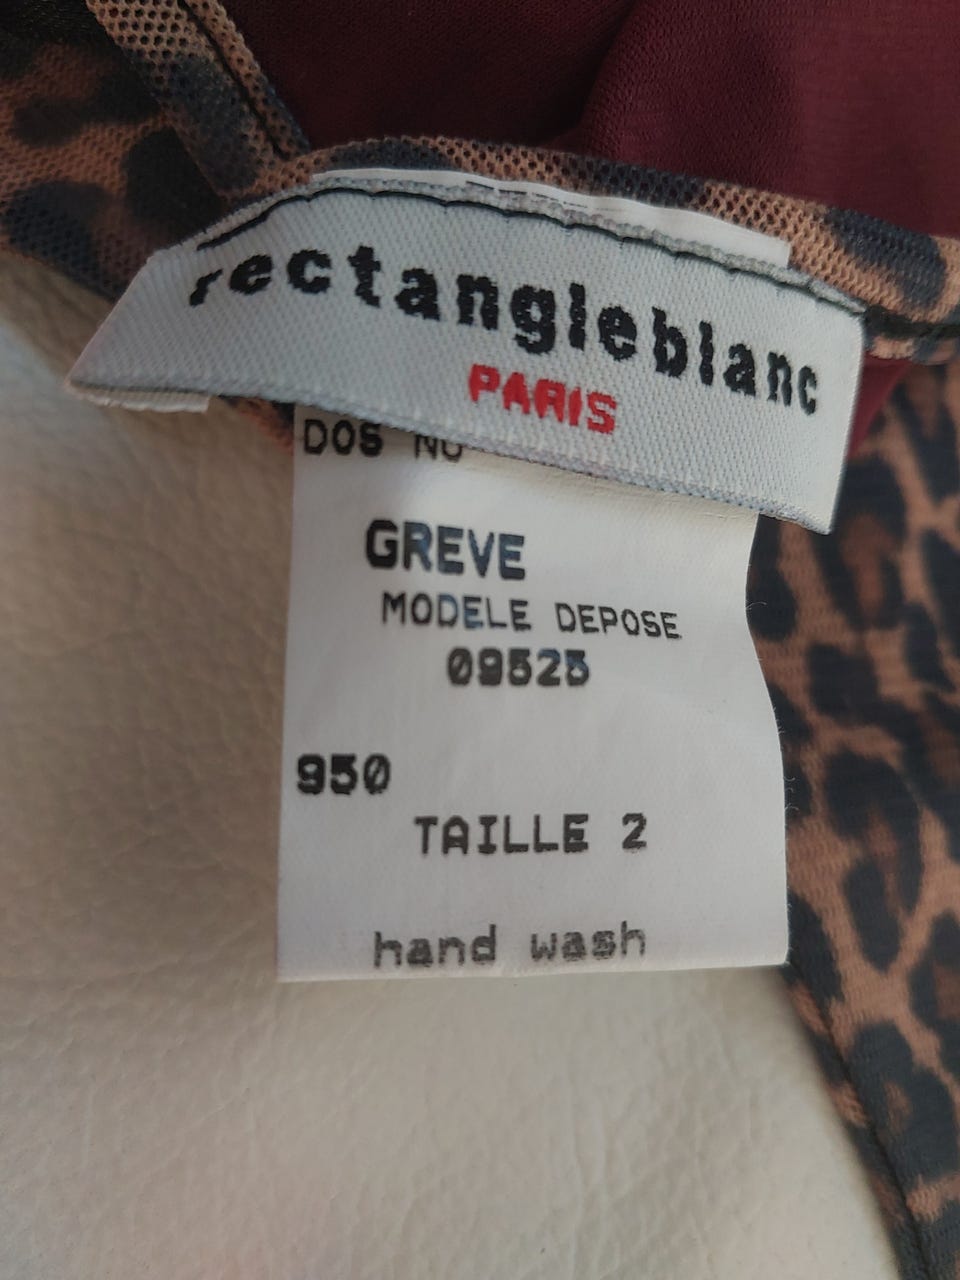 rectangleblanc
PARIS
DOS NU
GREVE
MODELE DEPOSE
09525
950
TAILLE 2
hand wash